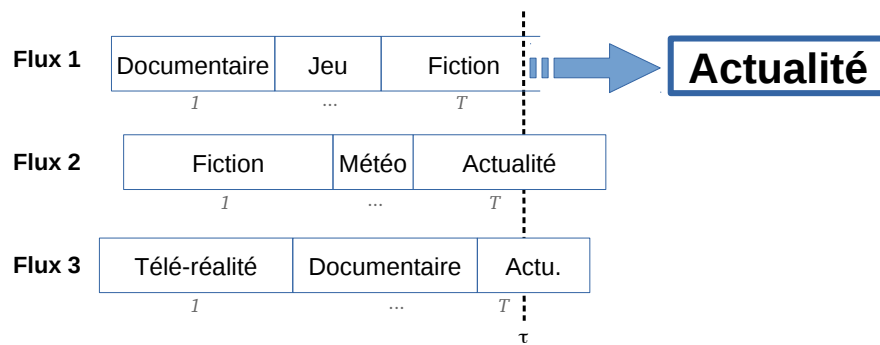 Flux 1 Documentaire Jeu Fiction Actualité
1 ... T
Flux 2 Fiction Météo Actualité
1 ... T
Flux 3 Télé-réalité Documentaire Actu.
1 ... T
τ